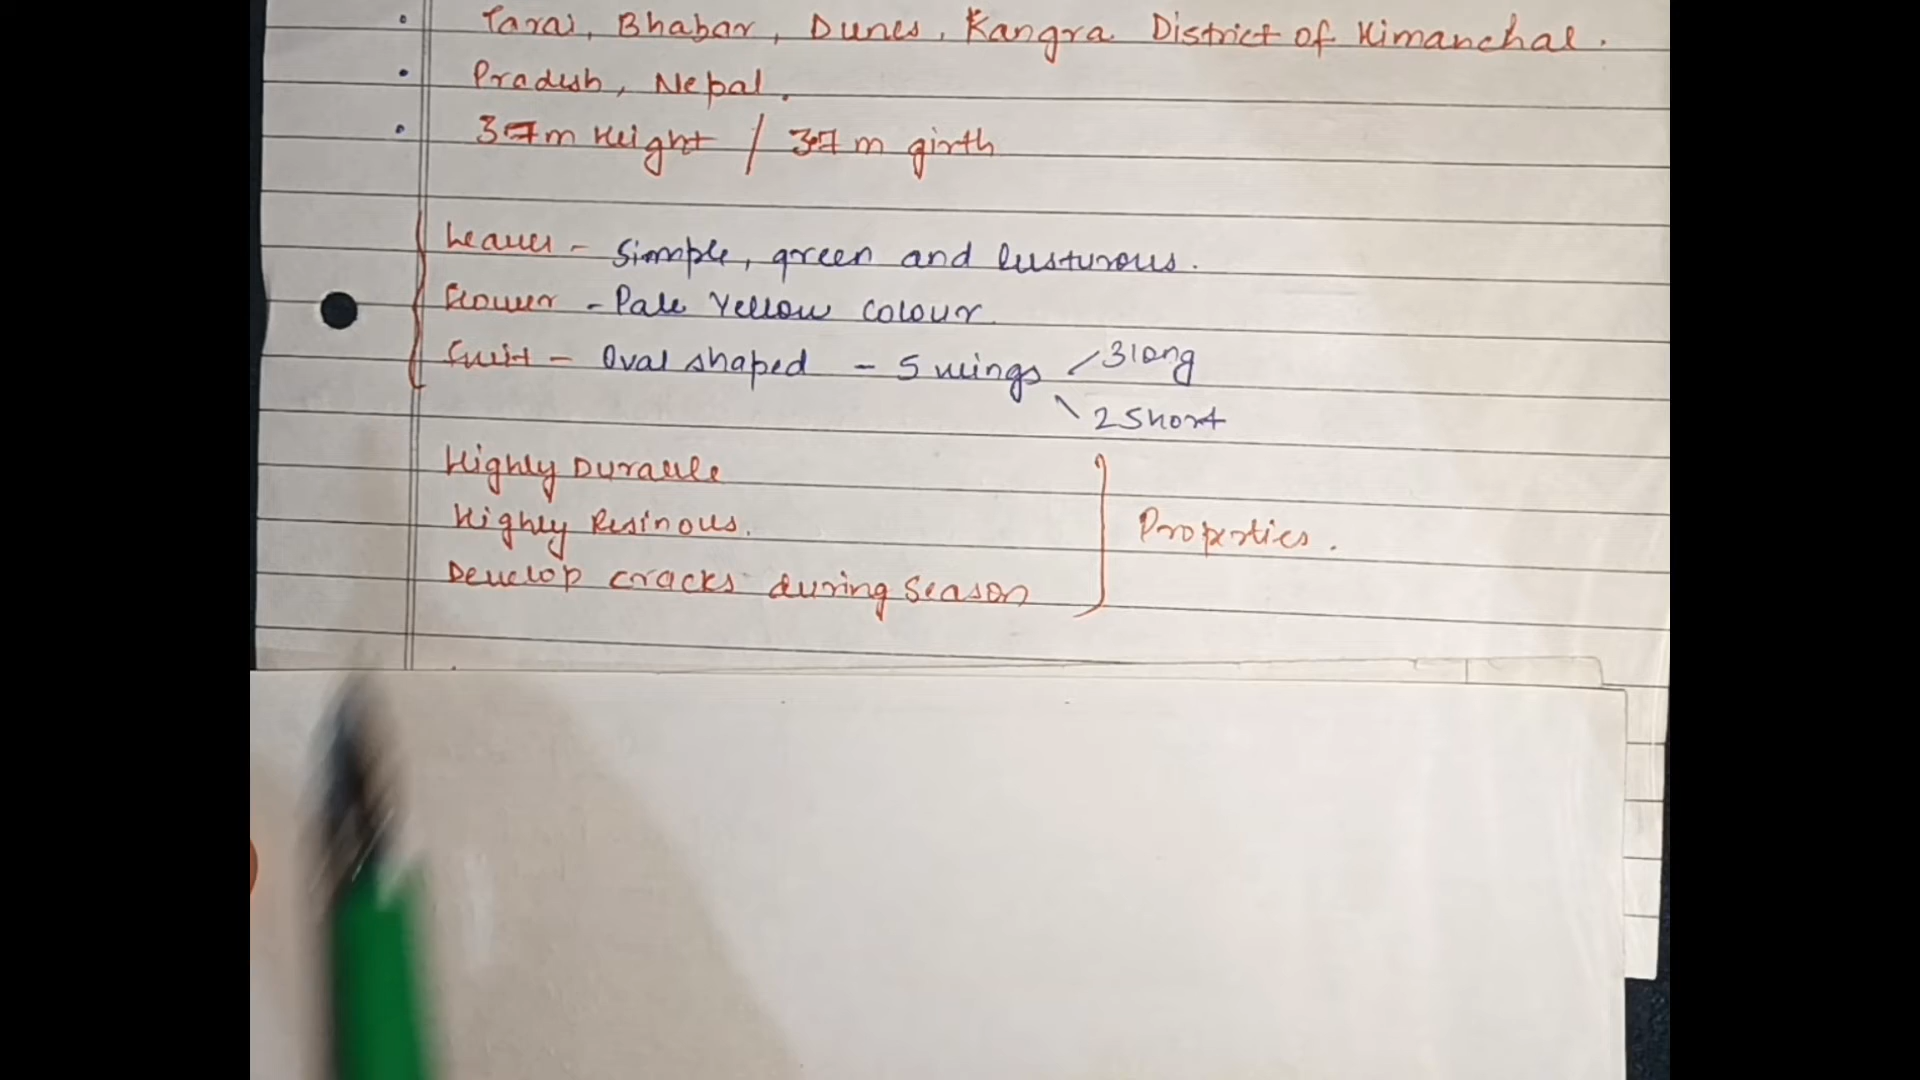 Tarai, Bhabar, Dunes, Kangra District of Himanchal.
Pradesh, Nepal.
37m Height / 37 m girth
Leaves - Simple, green and lusturous.
Flower - Pale Yellow colour
Fruit - Oval shaped - 5 wings 3 long
2 Short
Highly Durable
Highly Resinous.
Develop cracks during Season
Properties.